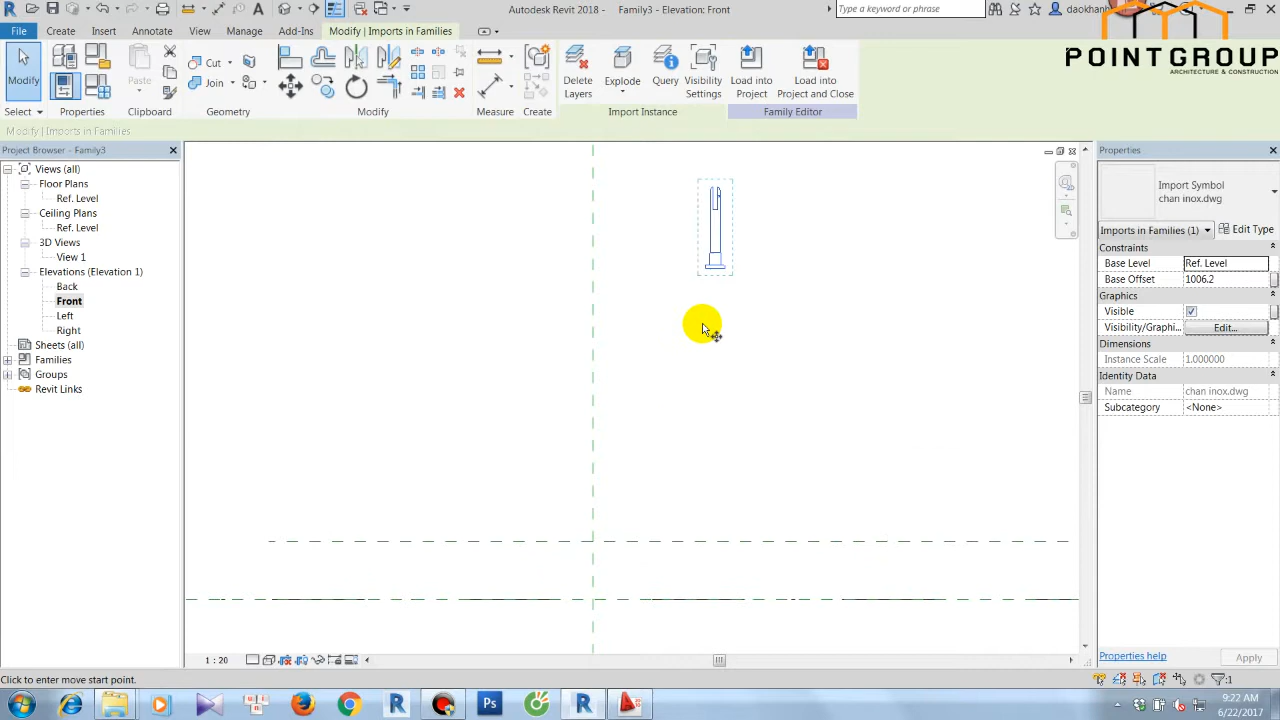 Autodesk Revit 2018 - Family3 - Elevation: Front
Type a keyword or phrase
daokhanh
POINTGROUP
ARCHITECTURE & CONSTRUCTION
File Create Insert Annotate View Manage Add-Ins Modify | Imports in Families
Modify
Paste
Cut
Join
Delete
Layers
Explode
Query
Visibility
Settings
Load into
Project
Load into
Project and Close
Select Properties Clipboard Geometry Modify Measure Create Import Instance Family Editor
Modify | Imports in Families
Project Browser - Family3
Views (all)
Floor Plans
Ref. Level
Ceiling Plans
Ref. Level
3D Views
View 1
Elevations (Elevation 1)
Back
Front
Left
Right
Sheets (all)
Families
Groups
Revit Links
Properties
Import Symbol
chan inox.dwg
Imports in Families (1) Edit Type
Constraints
Base Level Ref. Level
Base Offset 1006.2
Graphics
Visible
Visibility/Graphi... Edit...
Dimensions
Instance Scale 1.000000
Identity Data
Name chan inox.dwg
Subcategory <None>
Properties help Apply
1 : 20
Click to enter move start point.
:1
Ps
9:22 AM
6/22/2017